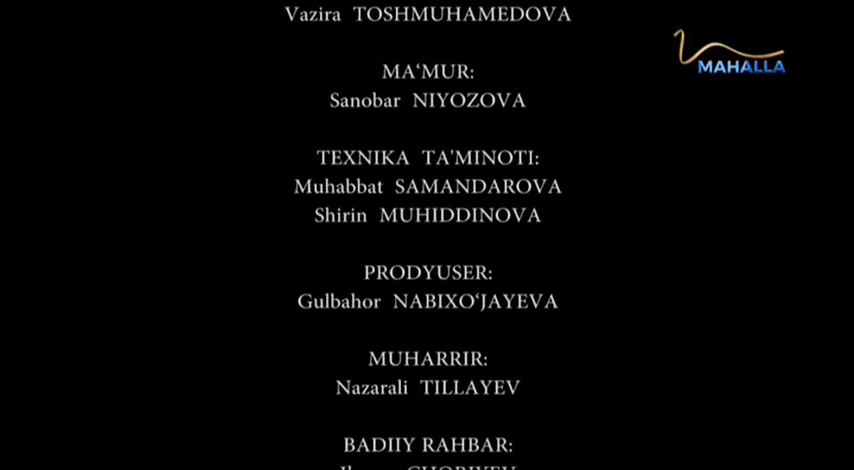 Vazira TOSHMUHAMEDOVA
MAHALLA
MA‘MUR:
Sanobar NIYOZOVA
TEXNIKA TA'MINOTI:
Muhabbat SAMANDAROVA
Shirin MUHIDDINOVA
PRODYUSER:
Gulbahor NABIXO‘JAYEVA
MUHARRIR:
Nazarali TILLAYEV
BADIIY RAHBAR: